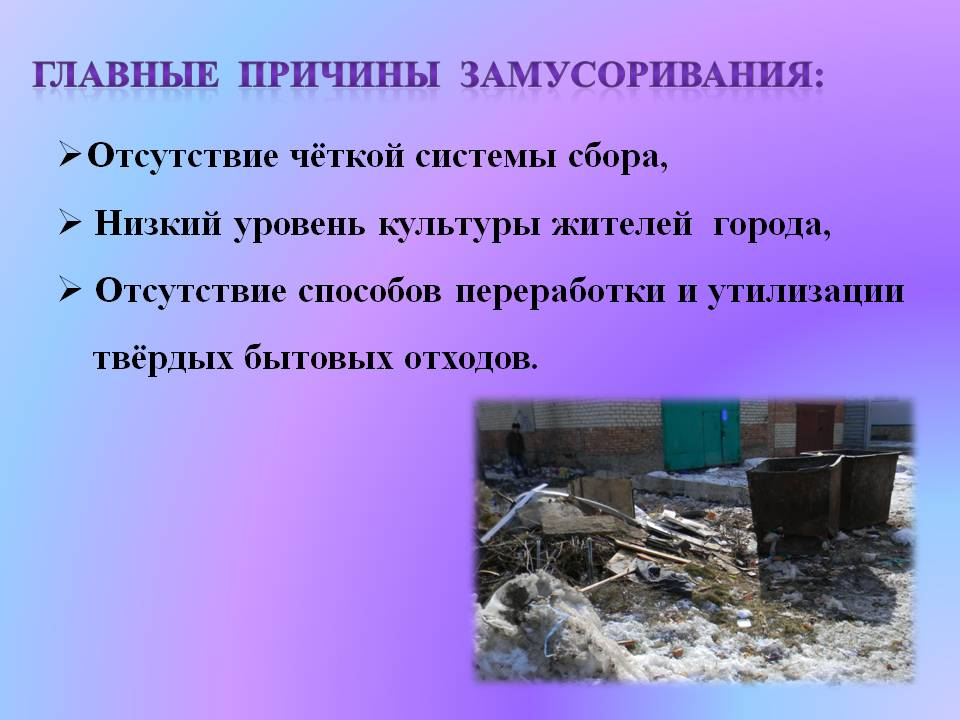 ГЛАВНЫЕ ПРИЧИНЫ ЗАМУСОРИВАНИЯ:
➢Отсутствие чёткой системы сбора,
➢ Низкий уровень культуры жителей города,
➢ Отсутствие способов переработки и утилизации
твёрдых бытовых отходов.